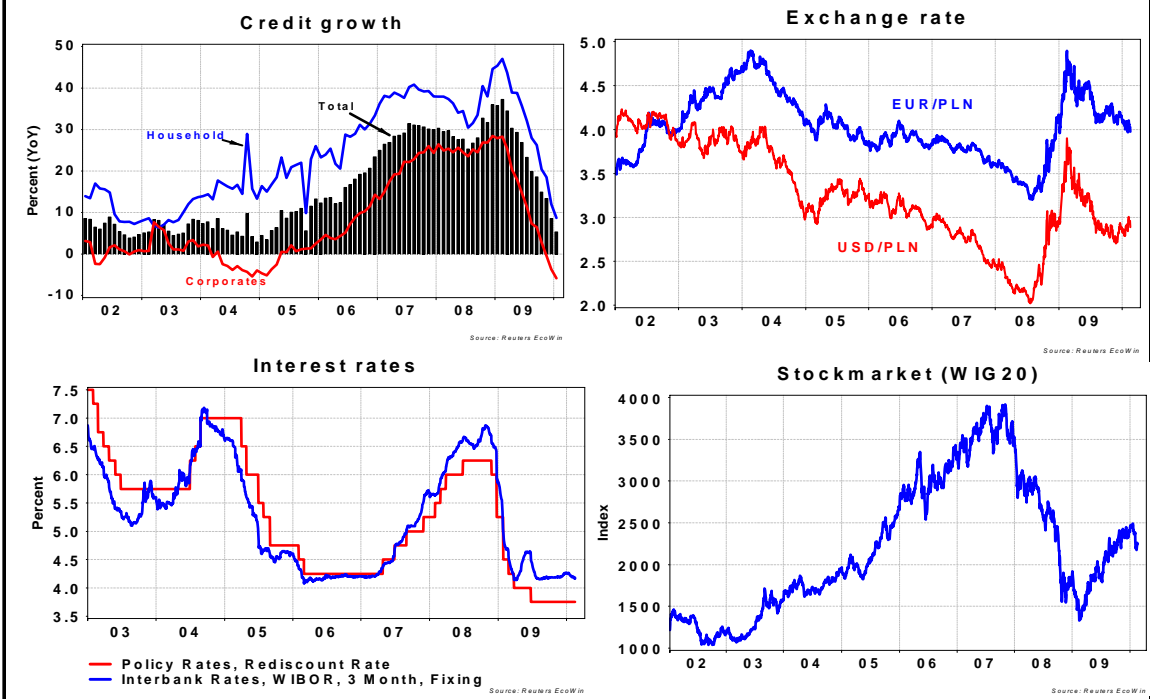 Credit growth
50
40
30
20
10
0
-10
Percent (YoY)
Household
Total
Corporates
02 03 04 05 06 07 08 09
Source: Reuters EcoWin
Exchange rate
5.0
4.5
4.0
3.5
3.0
2.5
2.0
EUR/PLN
USD/PLN
02 03 04 05 06 07 08 09
Source: Reuters EcoWin
Interest rates
7.5
7.0
6.5
6.0
5.5
5.0
4.5
4.0
3.5
Percent
03 04 05 06 07 08 09
Policy Rates, Rediscount Rate
Interbank Rates, WIBOR, 3 Month, Fixing
Source: Reuters EcoWin
Stockmarket (WIG20)
4000
3500
3000
2500
2000
1500
1000
Index
02 03 04 05 06 07 08 09
Source: Reuters EcoWin